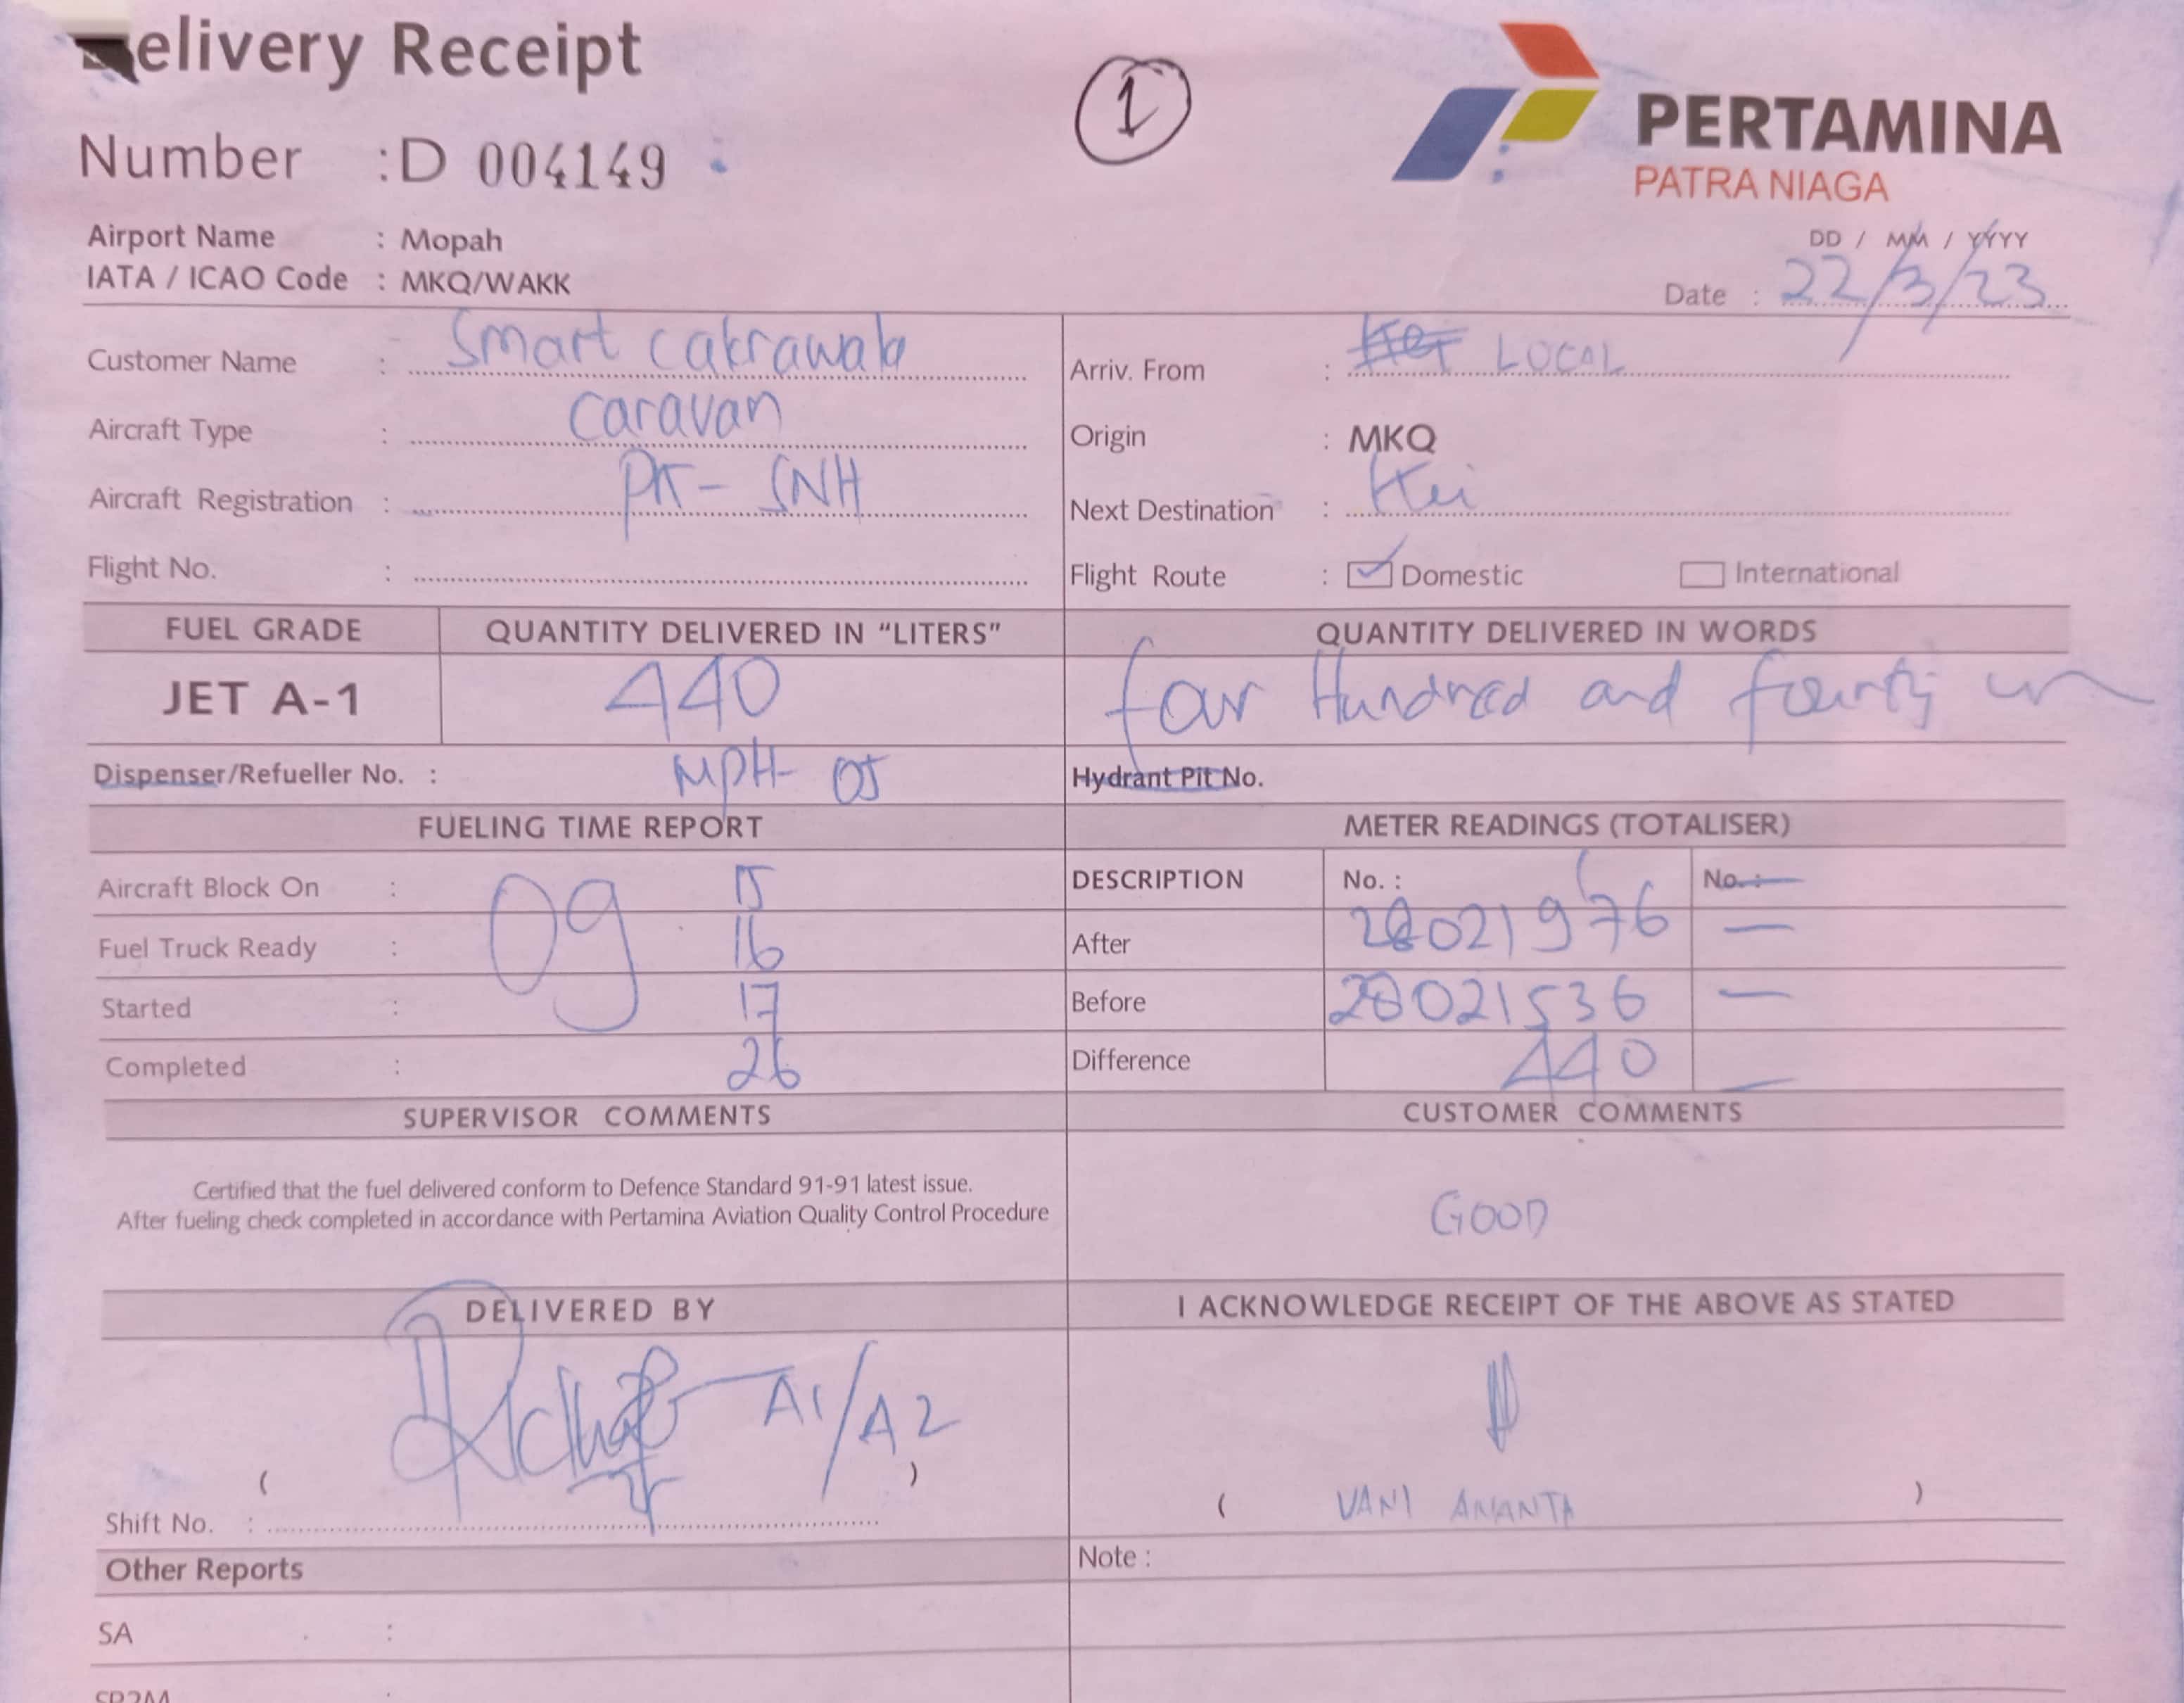 elivery Receipt
Number : D 004149
1
PERTAMINA
PATRA NIAGA
Airport Name : Mopah
IATA / ICAO Code : MKQ/WAKK
DD / MM / YYYY
Date : 22/3/23
Customer Name : Smart Cakrawala
Aircraft Type : Caravan
Aircraft Registration : PK-SNH
Flight No. :
Arriv. From : LOCAL
Origin : MKQ
Next Destination : Kei
Flight Route : Domestic International
FUEL GRADE QUANTITY DELIVERED IN “LITERS” QUANTITY DELIVERED IN WORDS
JET A-1 440 four Hundred and fourty
Dispenser/Refueller No. : MPH- 05 Hydrant Pit No.
FUELING TIME REPORT
Aircraft Block On : 09 15
Fuel Truck Ready : 16
Started : 17
Completed : 26
METER READINGS (TOTALISER)
DESCRIPTION No. : No. :
After 28021976 —
Before 28021536 —
Difference 440 —
SUPERVISOR COMMENTS
Certified that the fuel delivered conform to Defence Standard 91-91 latest issue.
After fueling check completed in accordance with Pertamina Aviation Quality Control Procedure
CUSTOMER COMMENTS
GOOD
DELIVERED BY
A1/A2
( )
Shift No. :
I ACKNOWLEDGE RECEIPT OF THE ABOVE AS STATED
( VANI ANANTA )
Other Reports
Note :
SA :